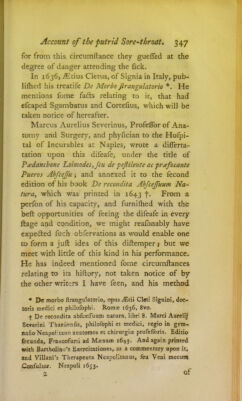 Account of the putrid Sore-throat. 347
for from this circumstance they guessed at the
degree of danger attending the sick.
In 1636, Ætius Cletus, of Signia in Italy, pub-
lished his treatise De Morbo strangulatorio *. He
mentions some facts relating to it, that had
escaped Sgambatus and Cortesius, which will be
taken notice of hereafter.
Marcus Aurelius Severinus, Professor of Ana-
tomy and Surgery, and physician to the Hospi-
tal of Incurables at Naples, wrote a disserta-
tation upon this disease, under the title of
Pædanchone Loimodes, seu de pestilente ac præfocante
Pueros Abscessu; and annexed it to the second
edition of his book De recondita Abscessuum Na-
tura, which was printed in 1643 †. From a
person of his capacity, and furnished with the
best opportunities of seeing the disease in every
stage and condition, we might reasonably have
expected such observations as would enable one
to form a just idea of this distemper; but we
meet with little of this kind in his performance.
He has indeed mentioned some circumstances
relating to its history, not taken notice of by
the other writers I have seen, and his method
* De morbo strangulatorio, opus Ætii Cleti Signini, doc-
toris medici et philosophi. Romæ 1636, 8vo.
† De recondita abscessuum natura, libri 8. Marci Aurelij
Severini Tharsiensis, philosophi et medici, regio in gym-
nasio Neapolitano anatomes et chirurgiæ professoris. Editio
secunda, Francofurti ad Mœnum 1643. And again printed
with Bartholine's Exercitationes, as a commentary upon it,
and Villani's Therapeuta Neapolitanus, seu Veni mecum
Consultor. Neapoli 1653.
2 of